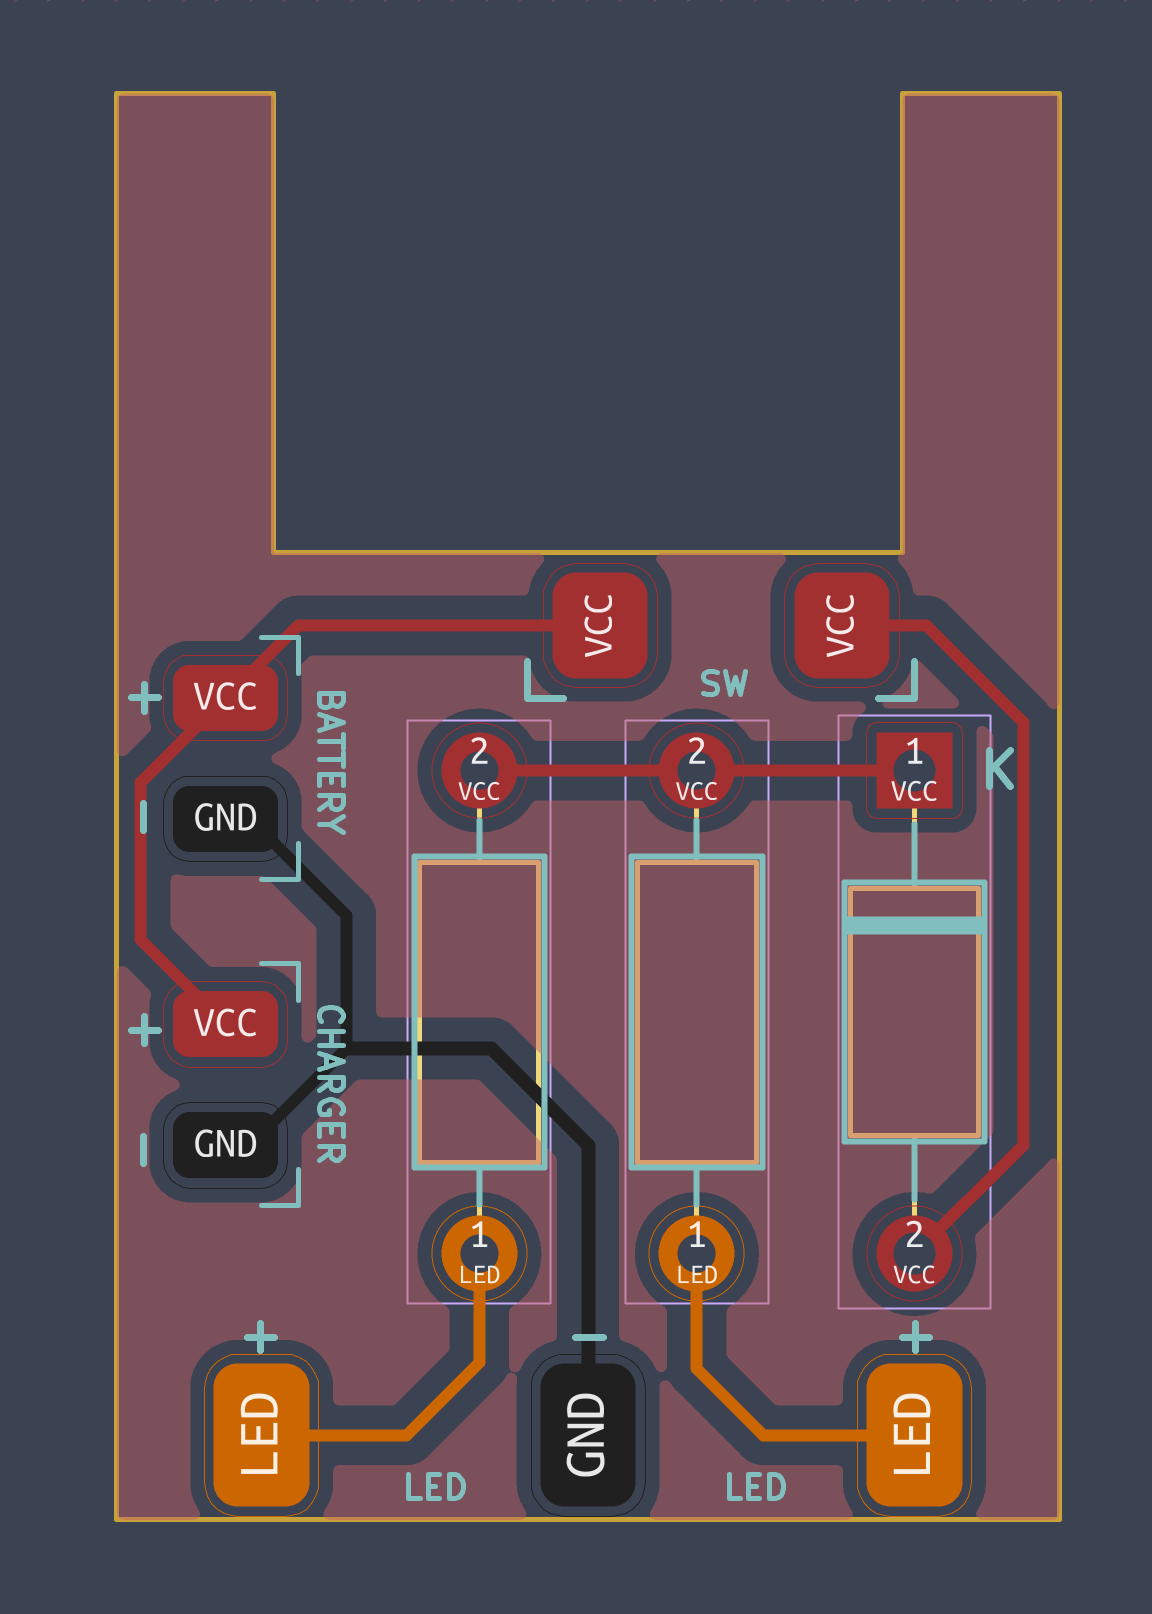 VCC
VCC
SW
+
VCC
BATTERY
2
VCC
2
VCC
1
VCC
K
-
GND
+
VCC
CHARGER
-
GND
1
LED
1
LED
2
VCC
+
-
+
LED
GND
LED
LED
LED